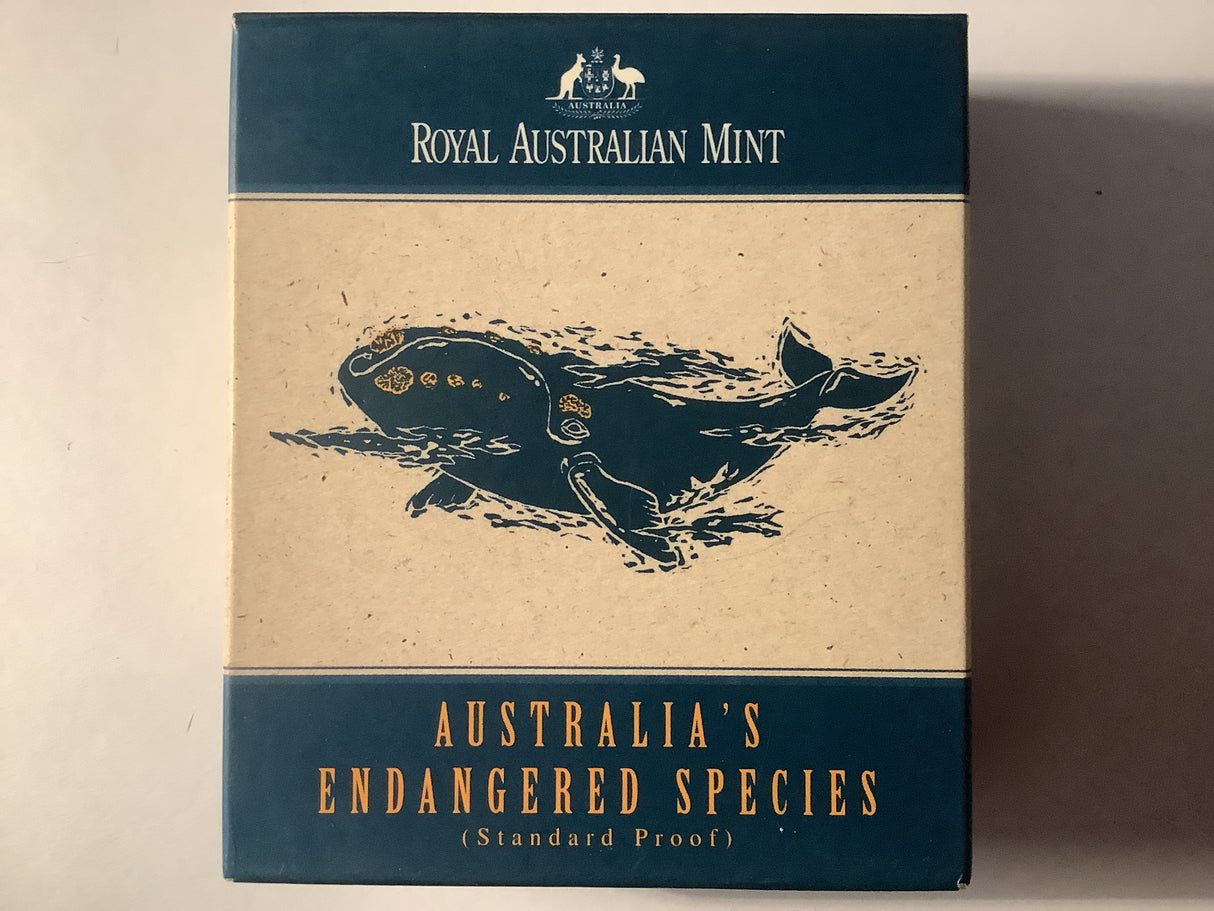 AUSTRALIA
ROYAL AUSTRALIAN MINT
AUSTRALIA'S
ENDANGERED SPECIES
(Standard Proof)